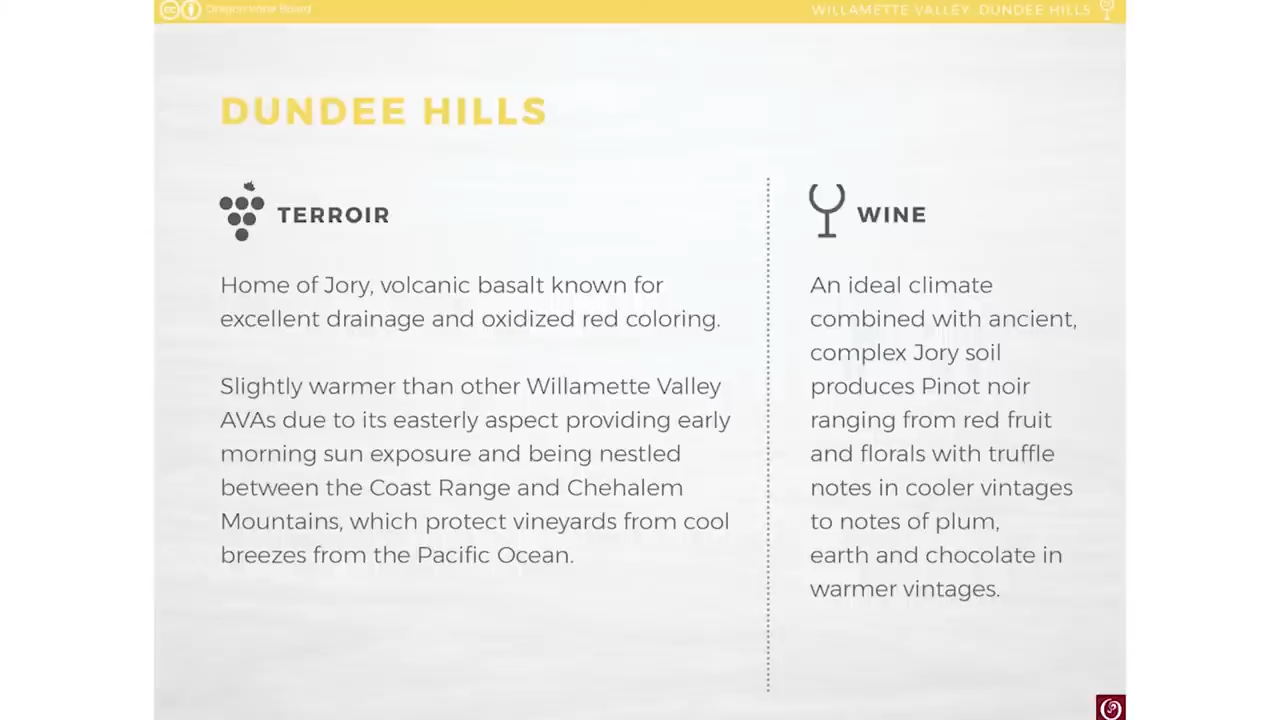 Oregon Wine Board
WILLAMETTE VALLEY: DUNDEE HILLS
DUNDEE HILLS
TERROIR
Home of Jory, volcanic basalt known for
excellent drainage and oxidized red coloring.
Slightly warmer than other Willamette Valley
AVAs due to its easterly aspect providing early
morning sun exposure and being nestled
between the Coast Range and Chehalem
Mountains, which protect vineyards from cool
breezes from the Pacific Ocean.
WINE
An ideal climate
combined with ancient,
complex Jory soil
produces Pinot noir
ranging from red fruit
and florals with truffle
notes in cooler vintages
to notes of plum,
earth and chocolate in
warmer vintages.